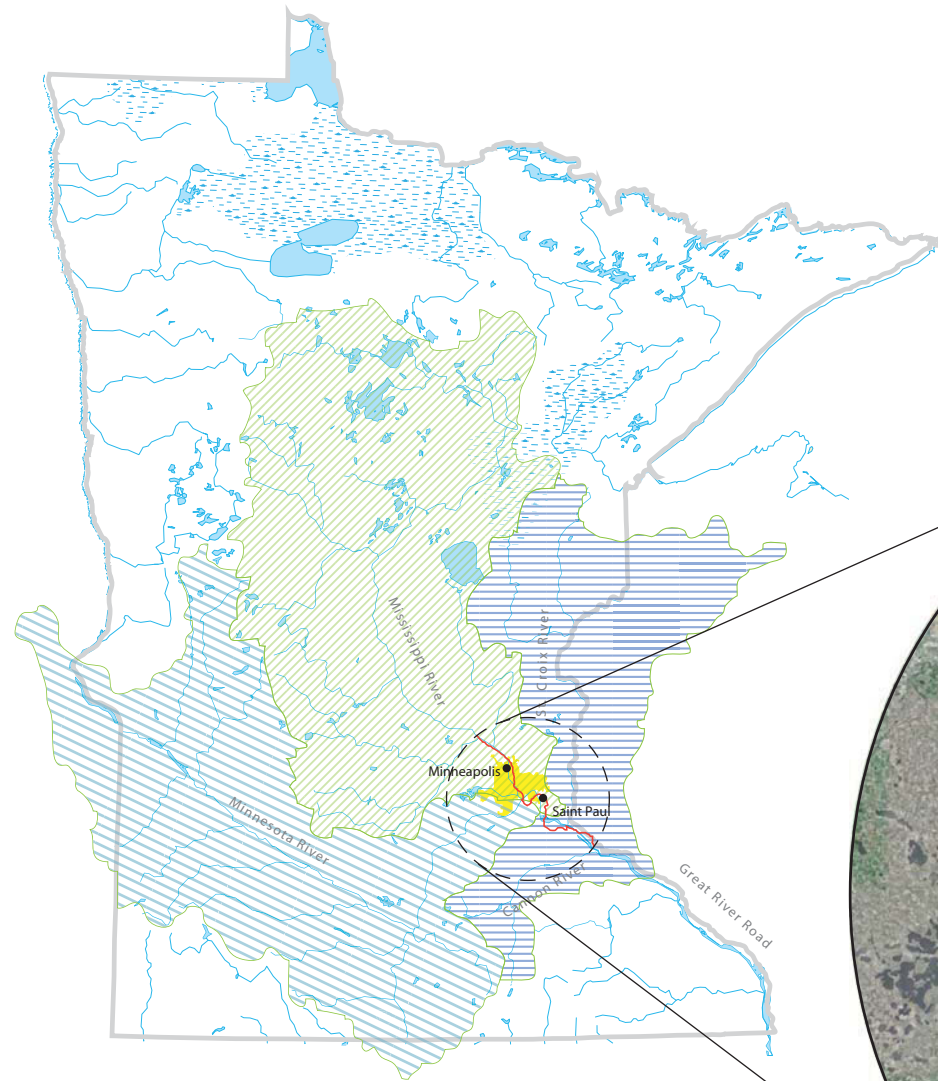 Mississippi River
St. Croix River
Minneapolis
Saint Paul
Minnesota River
Cannon River
Great River Road